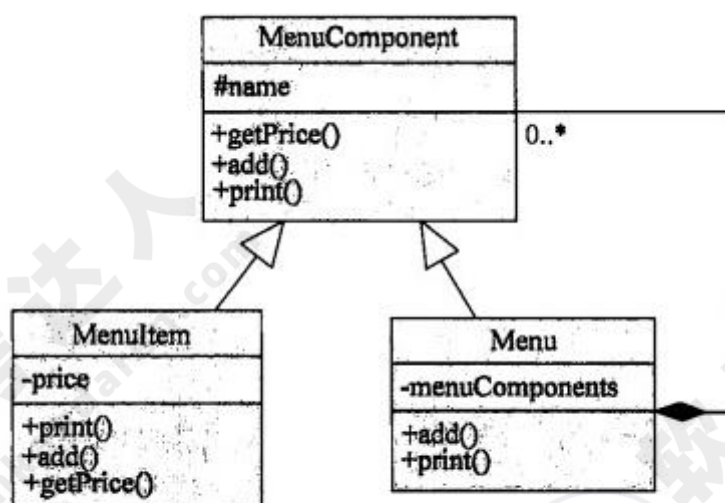 MenuComponent
#name
+getPrice()
+add()
+print()
0..*
MenuItem
-price
+print()
+add()
+getPrice()
Menu
-menuComponents
+add()
+print()